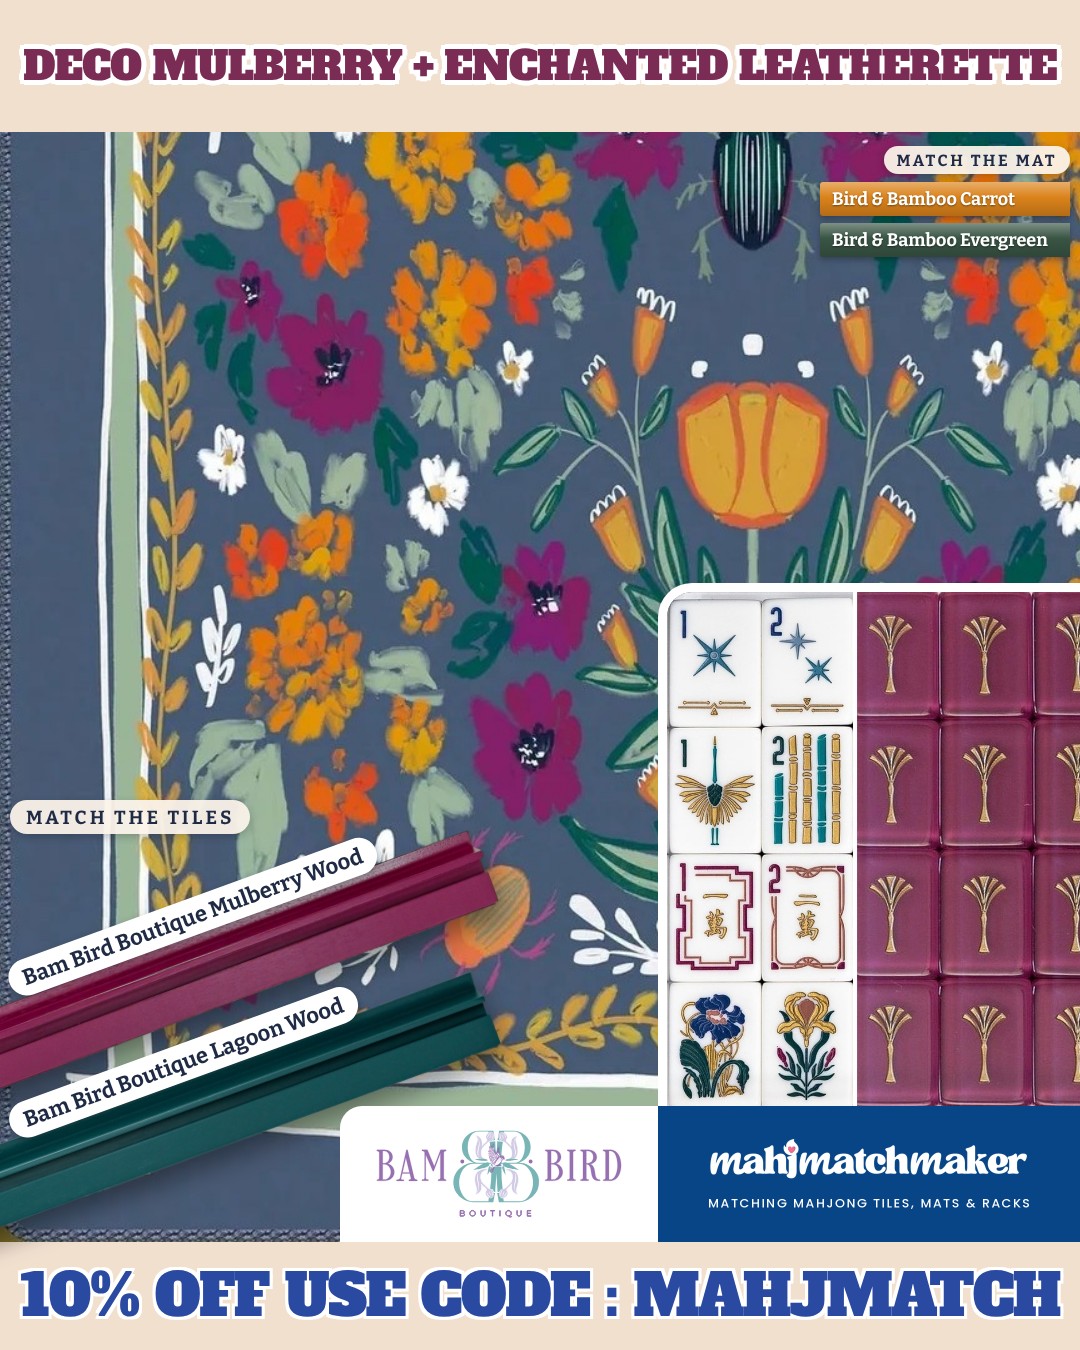 DECO MULBERRY + ENCHANTED LEATHERETTE
MATCH THE MAT
Bird & Bamboo Carrot
Bird & Bamboo Evergreen
1 2
1 2
1 2
一萬 二萬
MATCH THE TILES
Bam Bird Boutique Mulberry Wood
Bam Bird Boutique Lagoon Wood
BAM BIRD
BOUTIQUE
mahjmatchmaker
MATCHING MAHJONG TILES, MATS & RACKS
10% OFF USE CODE : MAHJMATCH